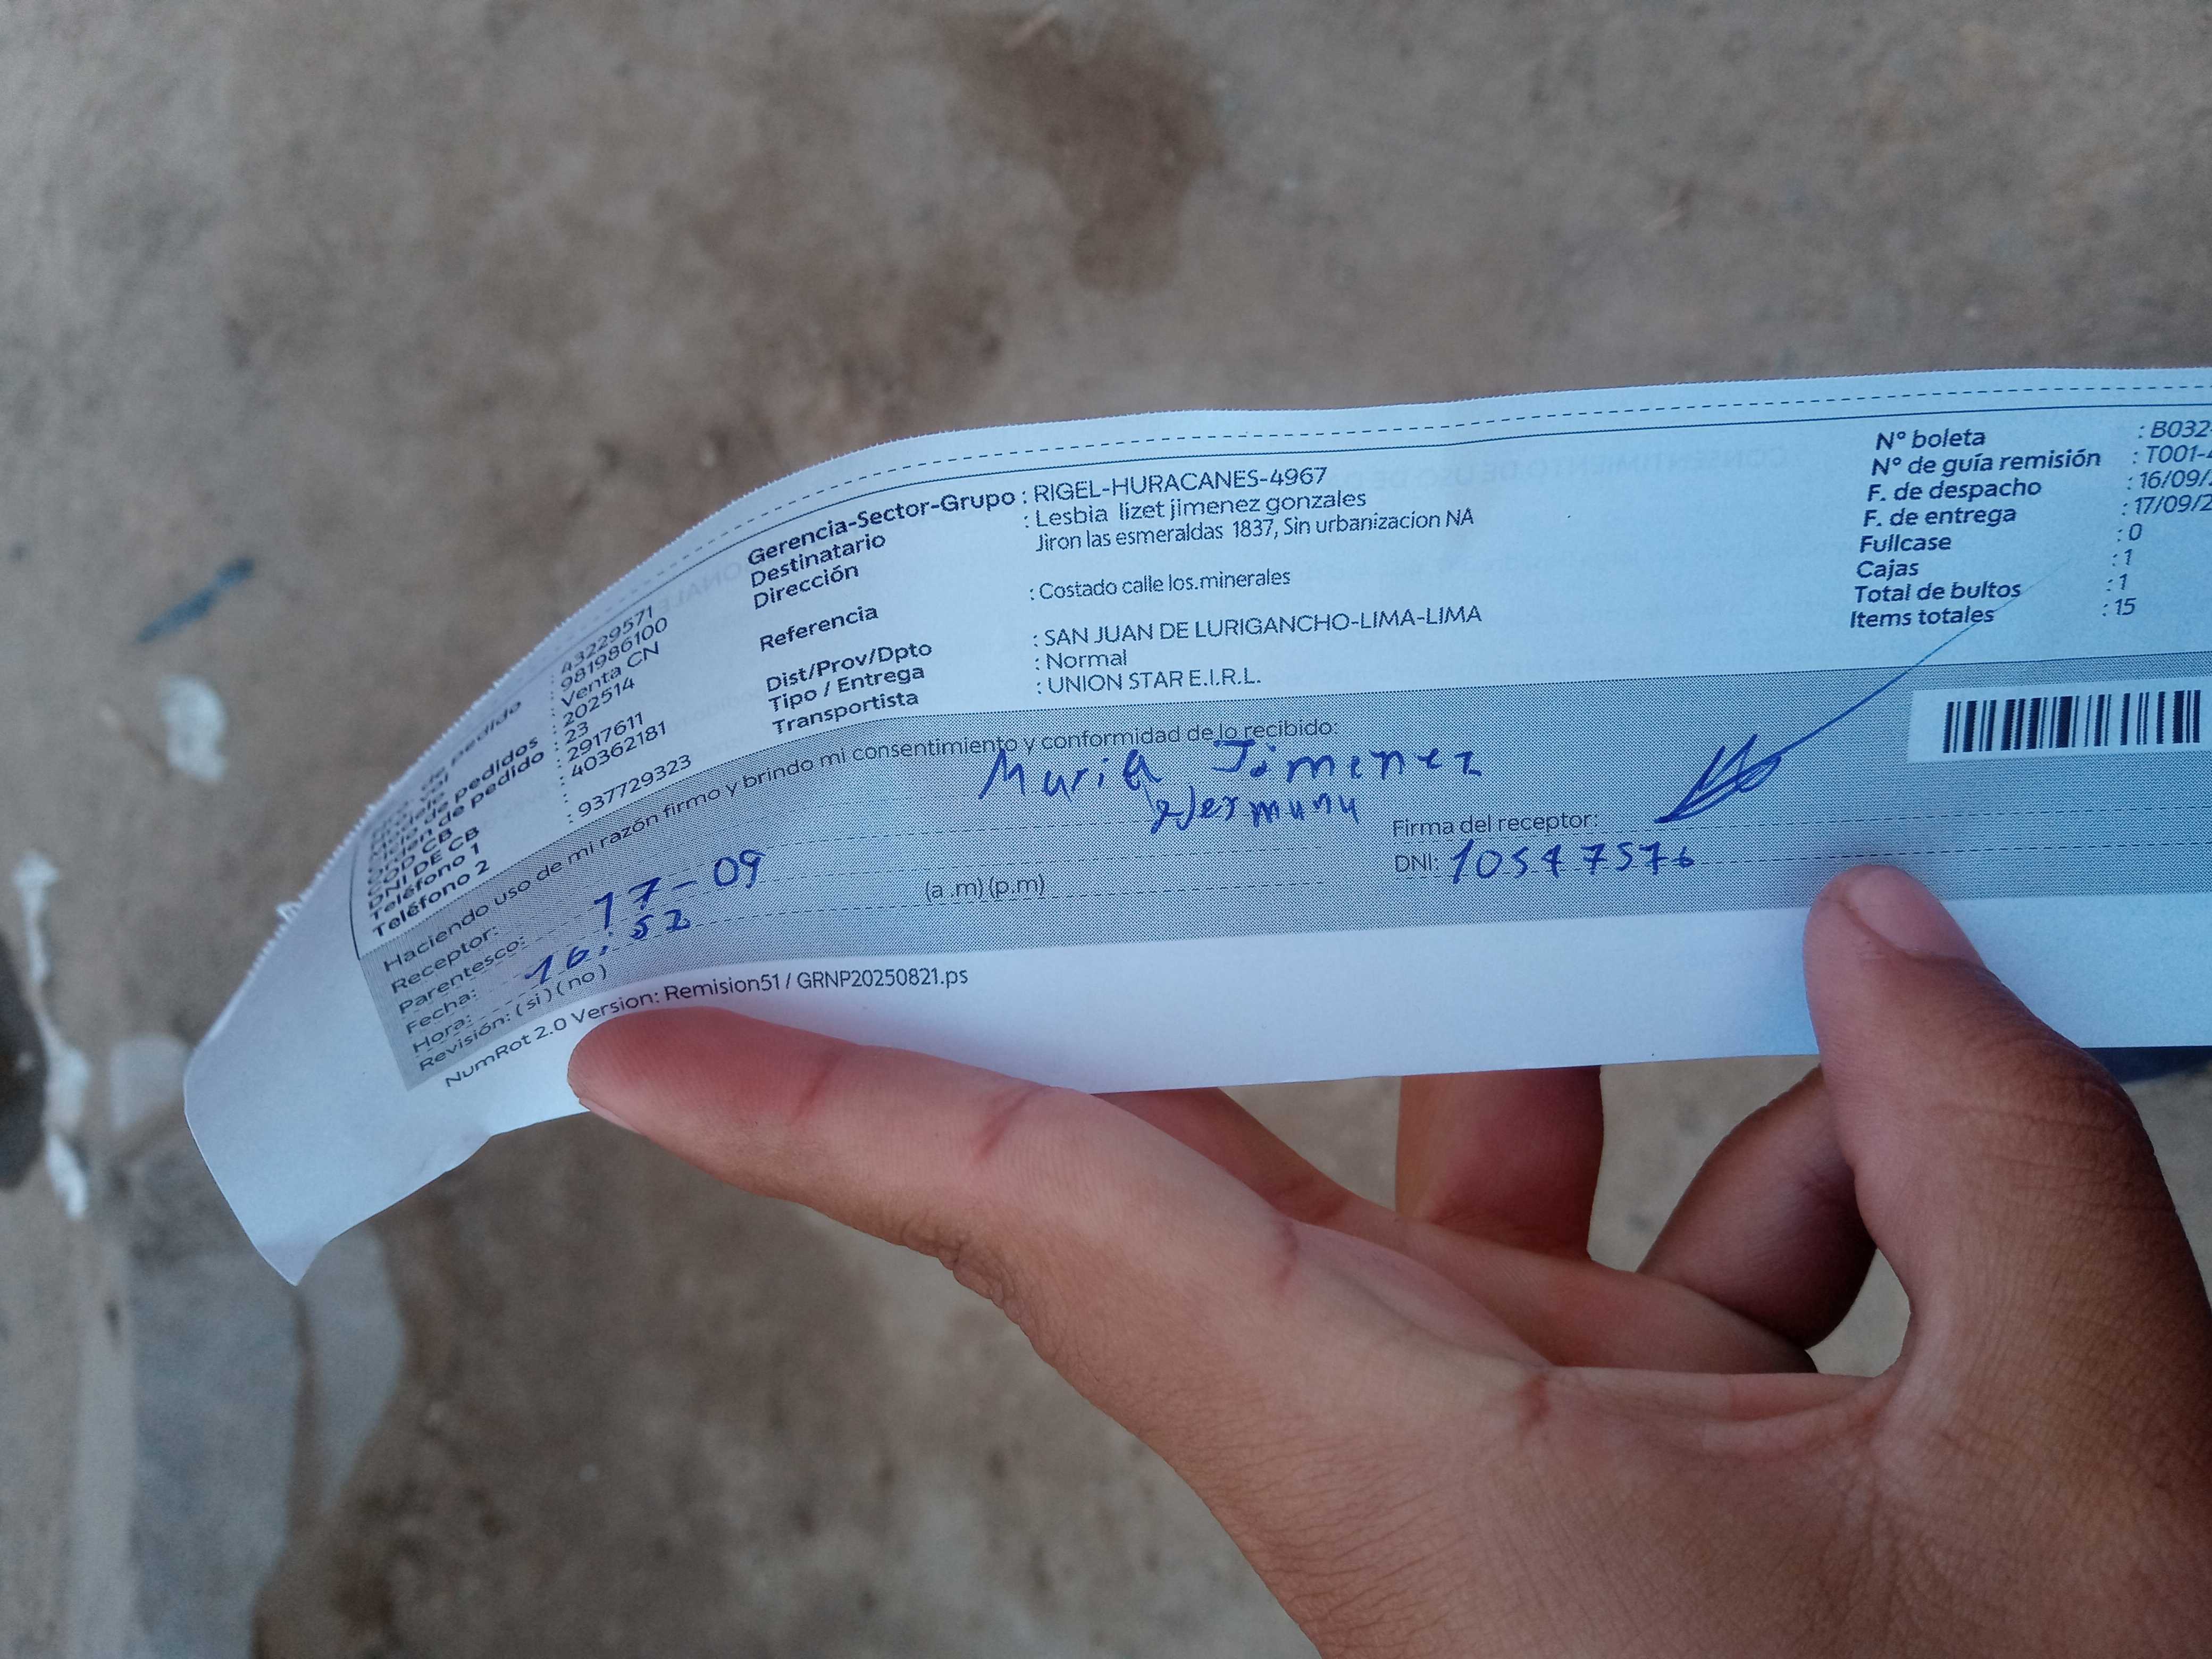 : 43229571
: 981986100
: Venta CN
: 202514
: 23
: 2917611
: 40362181
:
: 937729323
de pedido
de pedidos
de pedido
COD CB
DNI DE CB
Teléfono 1
Teléfono 2
Gerencia-Sector-Grupo : RIGEL-HURACANES-4967
Destinatario : Lesbia lizet jimenez gonzales
Dirección Jiron las esmeraldas 1837, Sin urbanizacion NA
Referencia : Costado calle los.minerales
Dist/Prov/Dpto : SAN JUAN DE LURIGANCHO-LIMA-LIMA
Tipo / Entrega : Normal
Transportista : UNION STAR E.I.R.L.
N° boleta : B032-
N° de guía remisión : T001-4
F. de despacho : 16/09/
F. de entrega : 17/09/2
Fullcase : 0
Cajas : 1
Total de bultos : 1
Items totales : 15
Haciendo uso de mi razón firmo y brindo mi consentimiento y conformidad de lo recibido:
Receptor: Maria Jimenez
Parentesco: Hermana
Fecha: 17-09
Hora: 16:52 (a .m) (p.m)
Revisión: ( si ) ( no )
Firma del receptor:
DNI: 10547576
NumRot 2.0 Version: Remision51 / GRNP20250821.ps